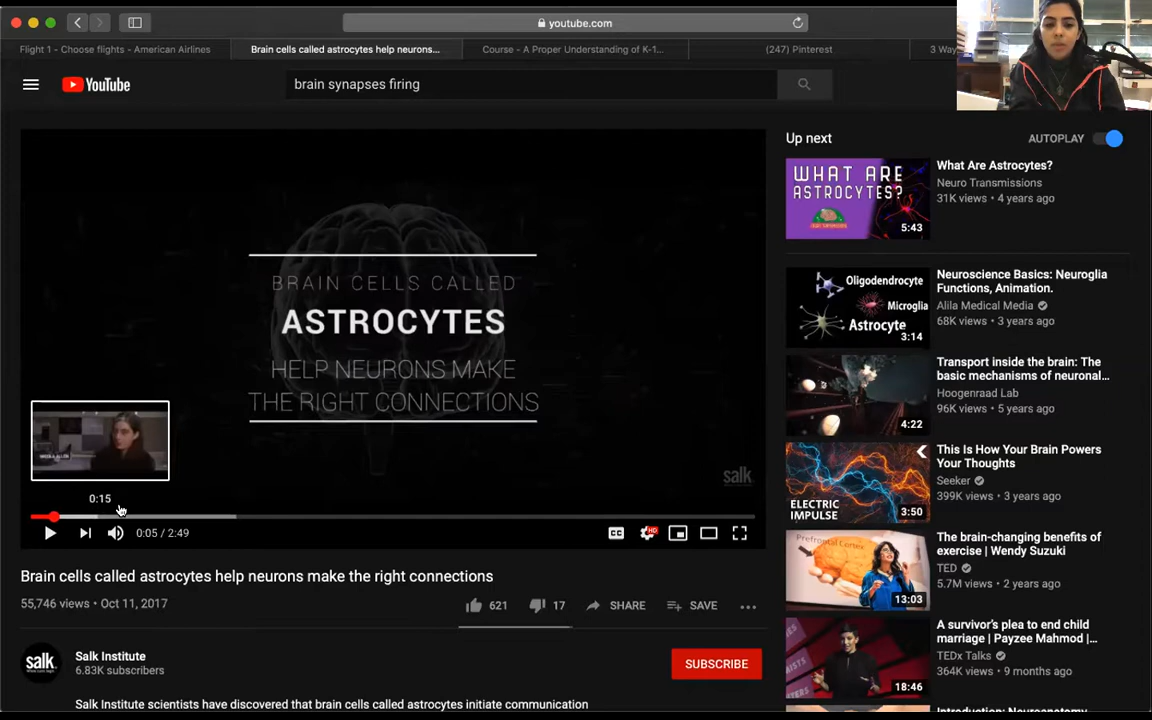 youtube.com
Flight 1 - Choose flights - American Airlines
Brain cells called astrocytes help neurons...
Course - A Proper Understanding of K-1...
(247) Pinterest
3 Way
YouTube
brain synapses firing
BRAIN CELLS CALLED
ASTROCYTES
HELP NEURONS MAKE
THE RIGHT CONNECTIONS
salk
0:15
0:05 / 2:49
CC
HD
Brain cells called astrocytes help neurons make the right connections
55,746 views • Oct 11, 2017
621
17
SHARE
SAVE
salk
Salk Institute
6.83K subscribers
SUBSCRIBE
Salk Institute scientists have discovered that brain cells called astrocytes initiate communication
Up next
AUTOPLAY
WHAT ARE
ASTROCYTES?
5:43
What Are Astrocytes?
Neuro Transmissions
31K views • 4 years ago
Oligodendrocyte
Microglia
Astrocyte
3:14
Neuroscience Basics: Neuroglia
Functions, Animation.
Alila Medical Media
68K views • 3 years ago
4:22
Transport inside the brain: The
basic mechanisms of neuronal...
Hoogenraad Lab
96K views • 5 years ago
ELECTRIC
IMPULSE
3:50
This Is How Your Brain Powers
Your Thoughts
Seeker
399K views • 3 years ago
Prefrontal Cortex
13:03
The brain-changing benefits of
exercise | Wendy Suzuki
TED
5.7M views • 2 years ago
18:46
A survivor's plea to end child
marriage | Payzee Mahmod |...
TEDx Talks
364K views • 9 months ago
Introduction: Neuroanatomy